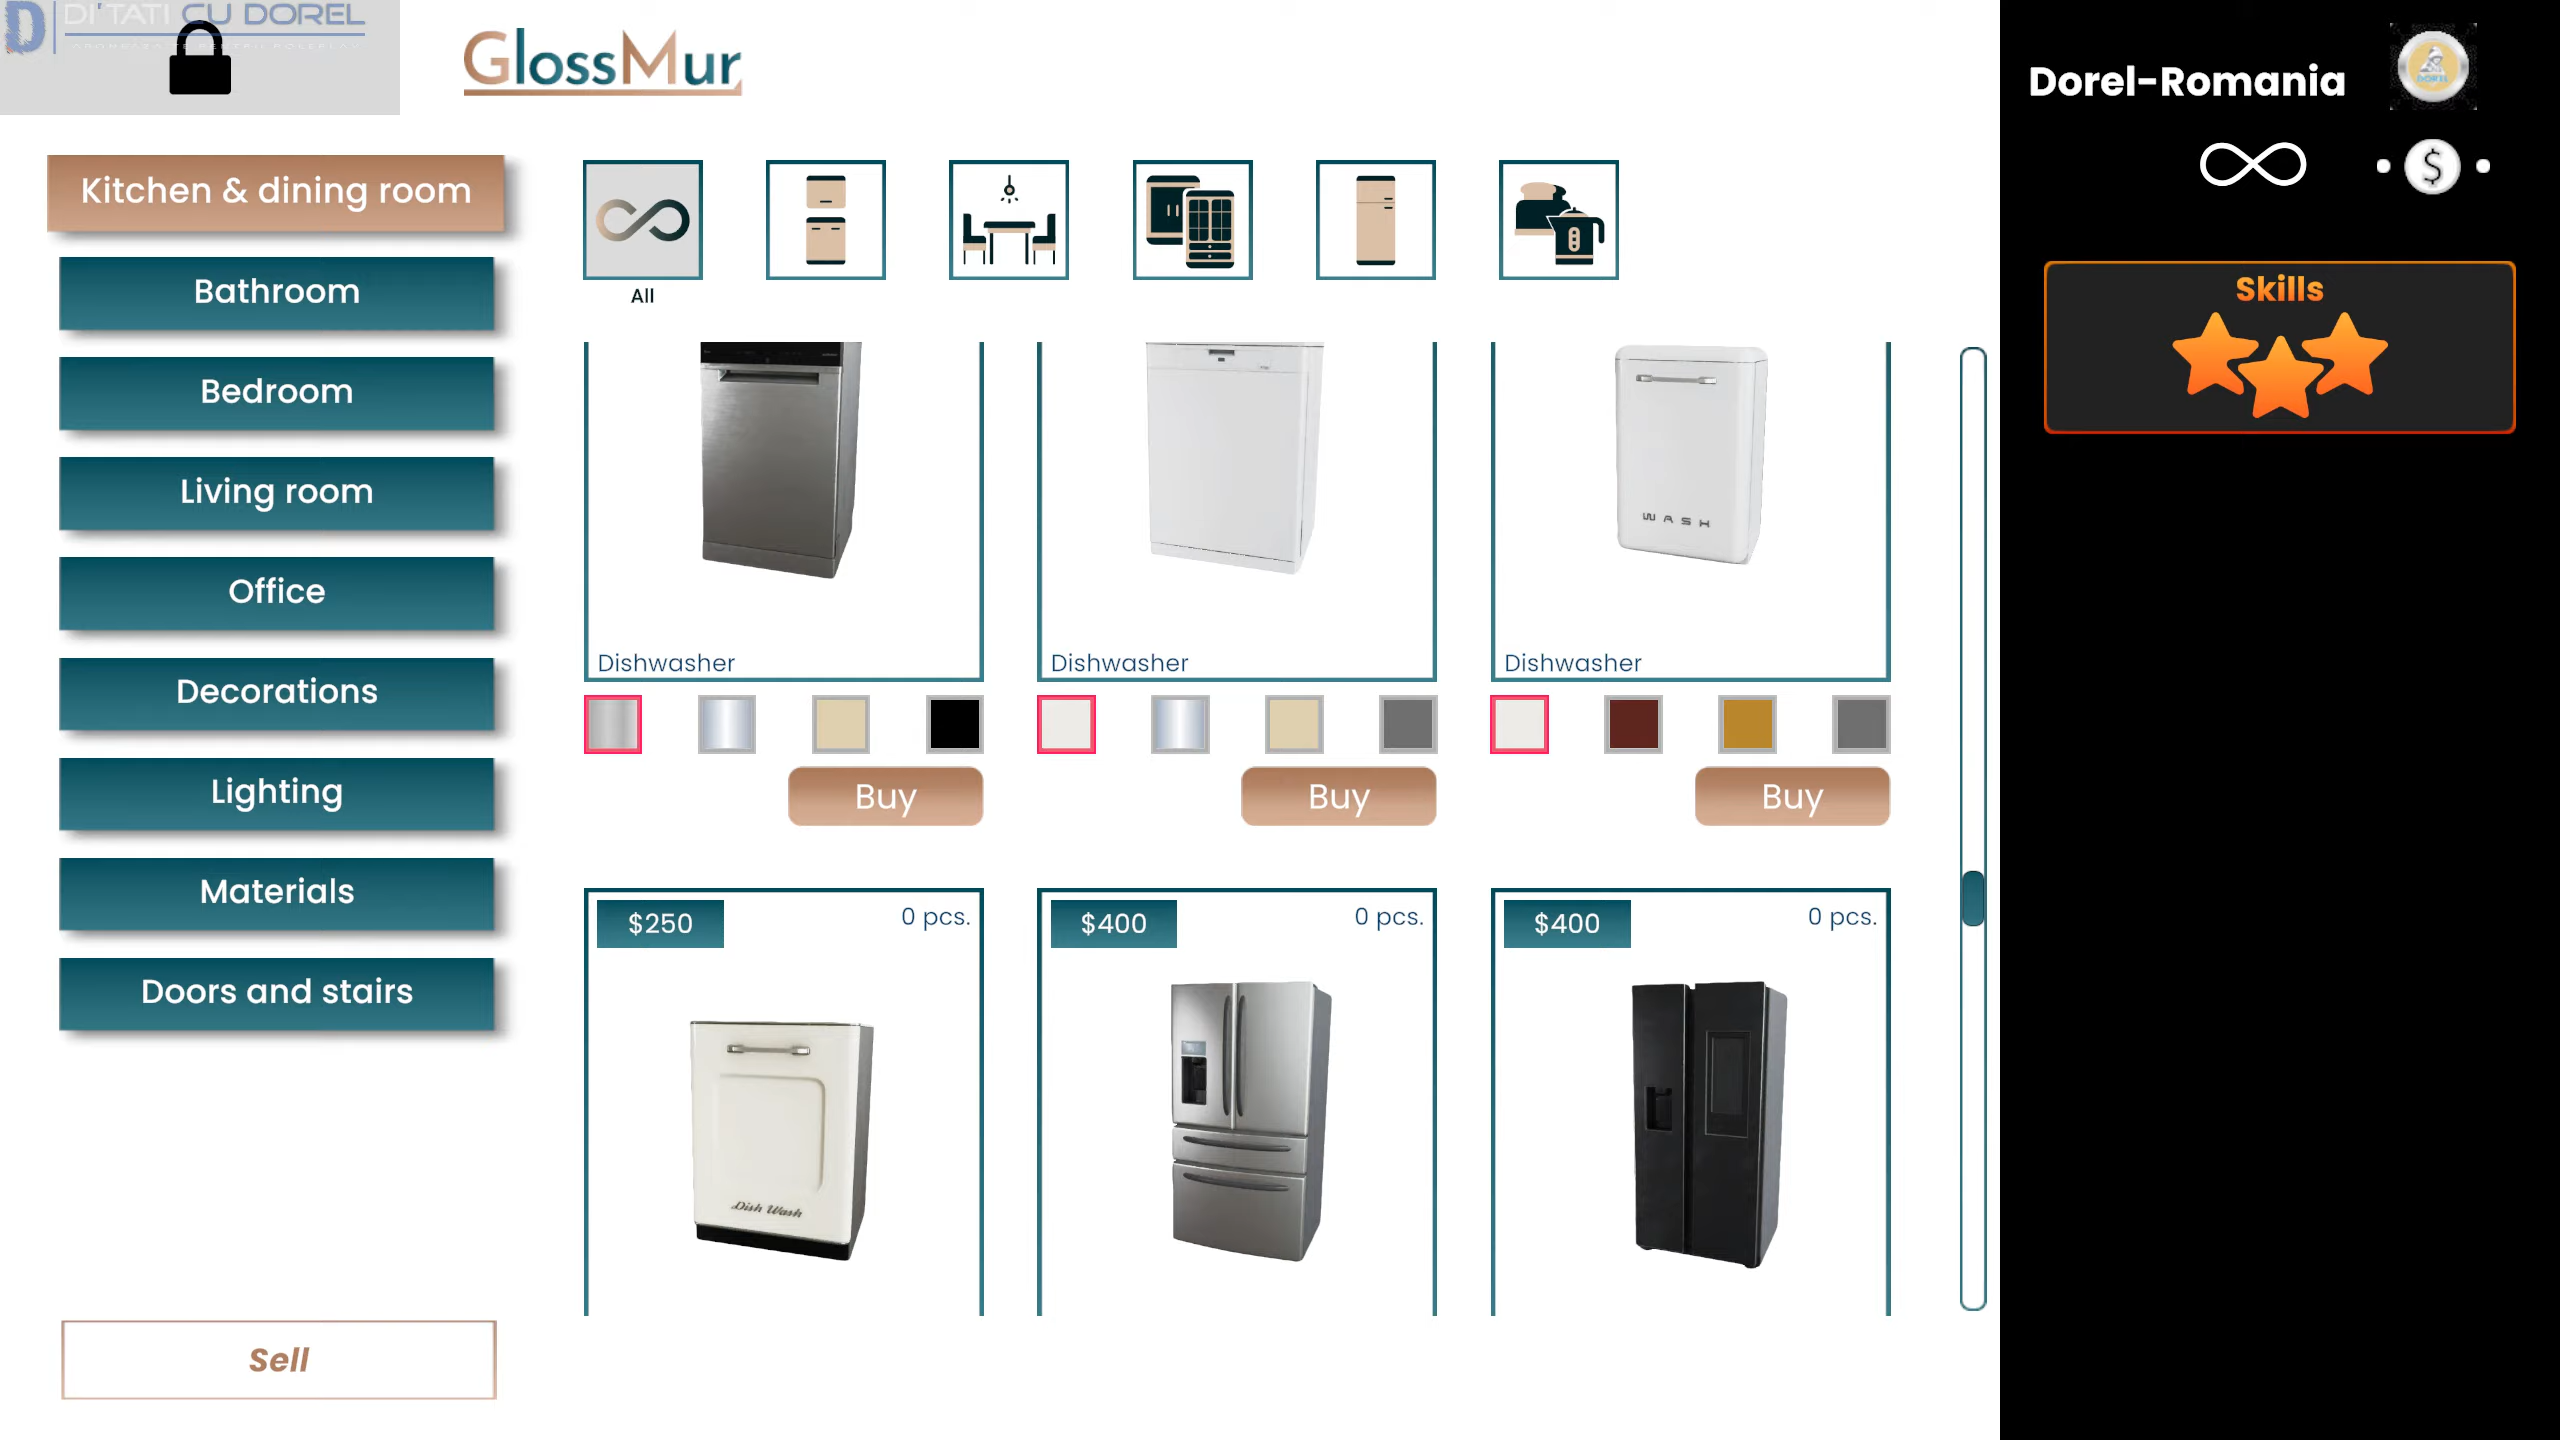 DI'TATI CU DOREL
GlossMur
Dorel-Romania
Kitchen & dining room
Bathroom
Bedroom
Living room
Office
Decorations
Lighting
Materials
Doors and stairs
Sell
All
Skills
WASH
Dishwasher
Dishwasher
Dishwasher
Buy
Buy
Buy
$250
0 pcs.
$400
0 pcs.
$400
0 pcs.
Dish Wash